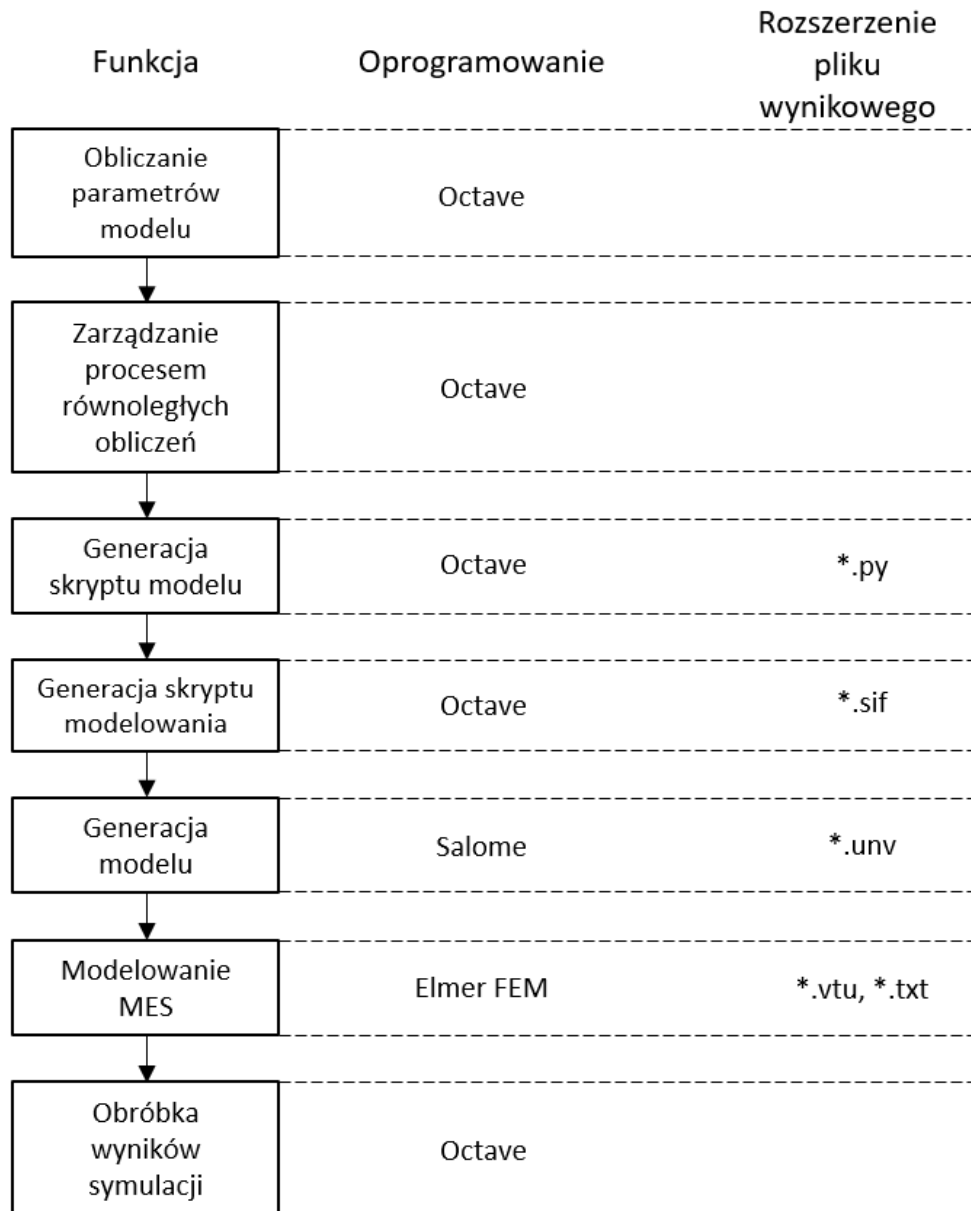 Funkcja
Oprogramowanie
Rozszerzenie
pliku
wynikowego
Obliczanie
parametrów
modelu
Octave
Zarządzanie
procesem
równoległych
obliczeń
Octave
Generacja
skryptu modelu
Octave
*.py
Generacja skryptu
modelowania
Octave
*.sif
Generacja
modelu
Salome
*.unv
Modelowanie
MES
Elmer FEM
*.vtu, *.txt
Obróbka
wyników
symulacji
Octave